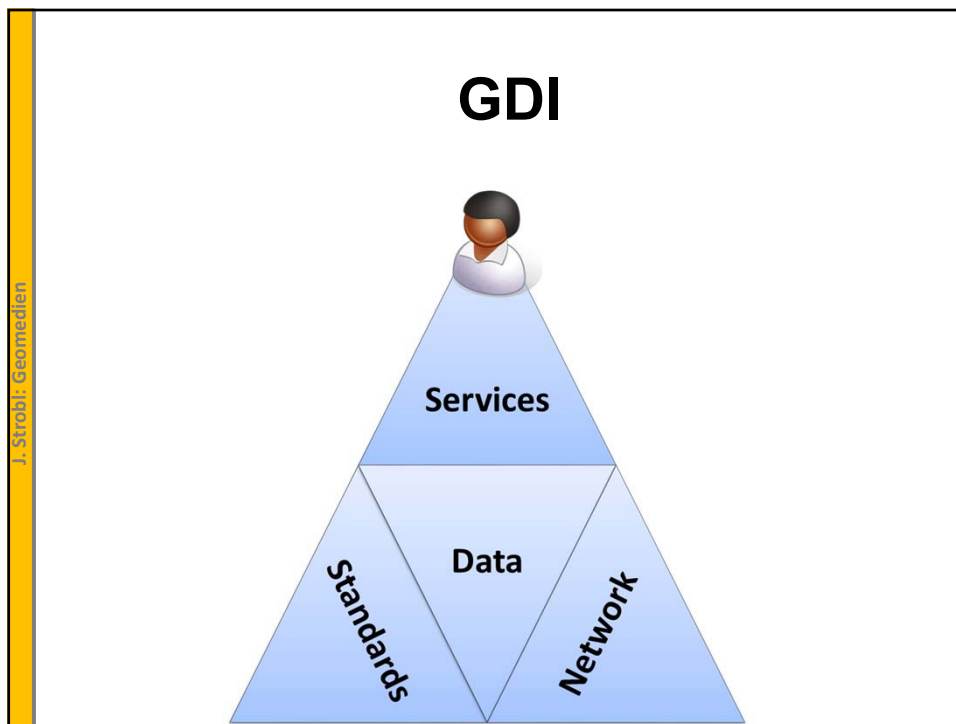 GDI
J. Strobl: Geomedien
Services
Data
Standards
Network